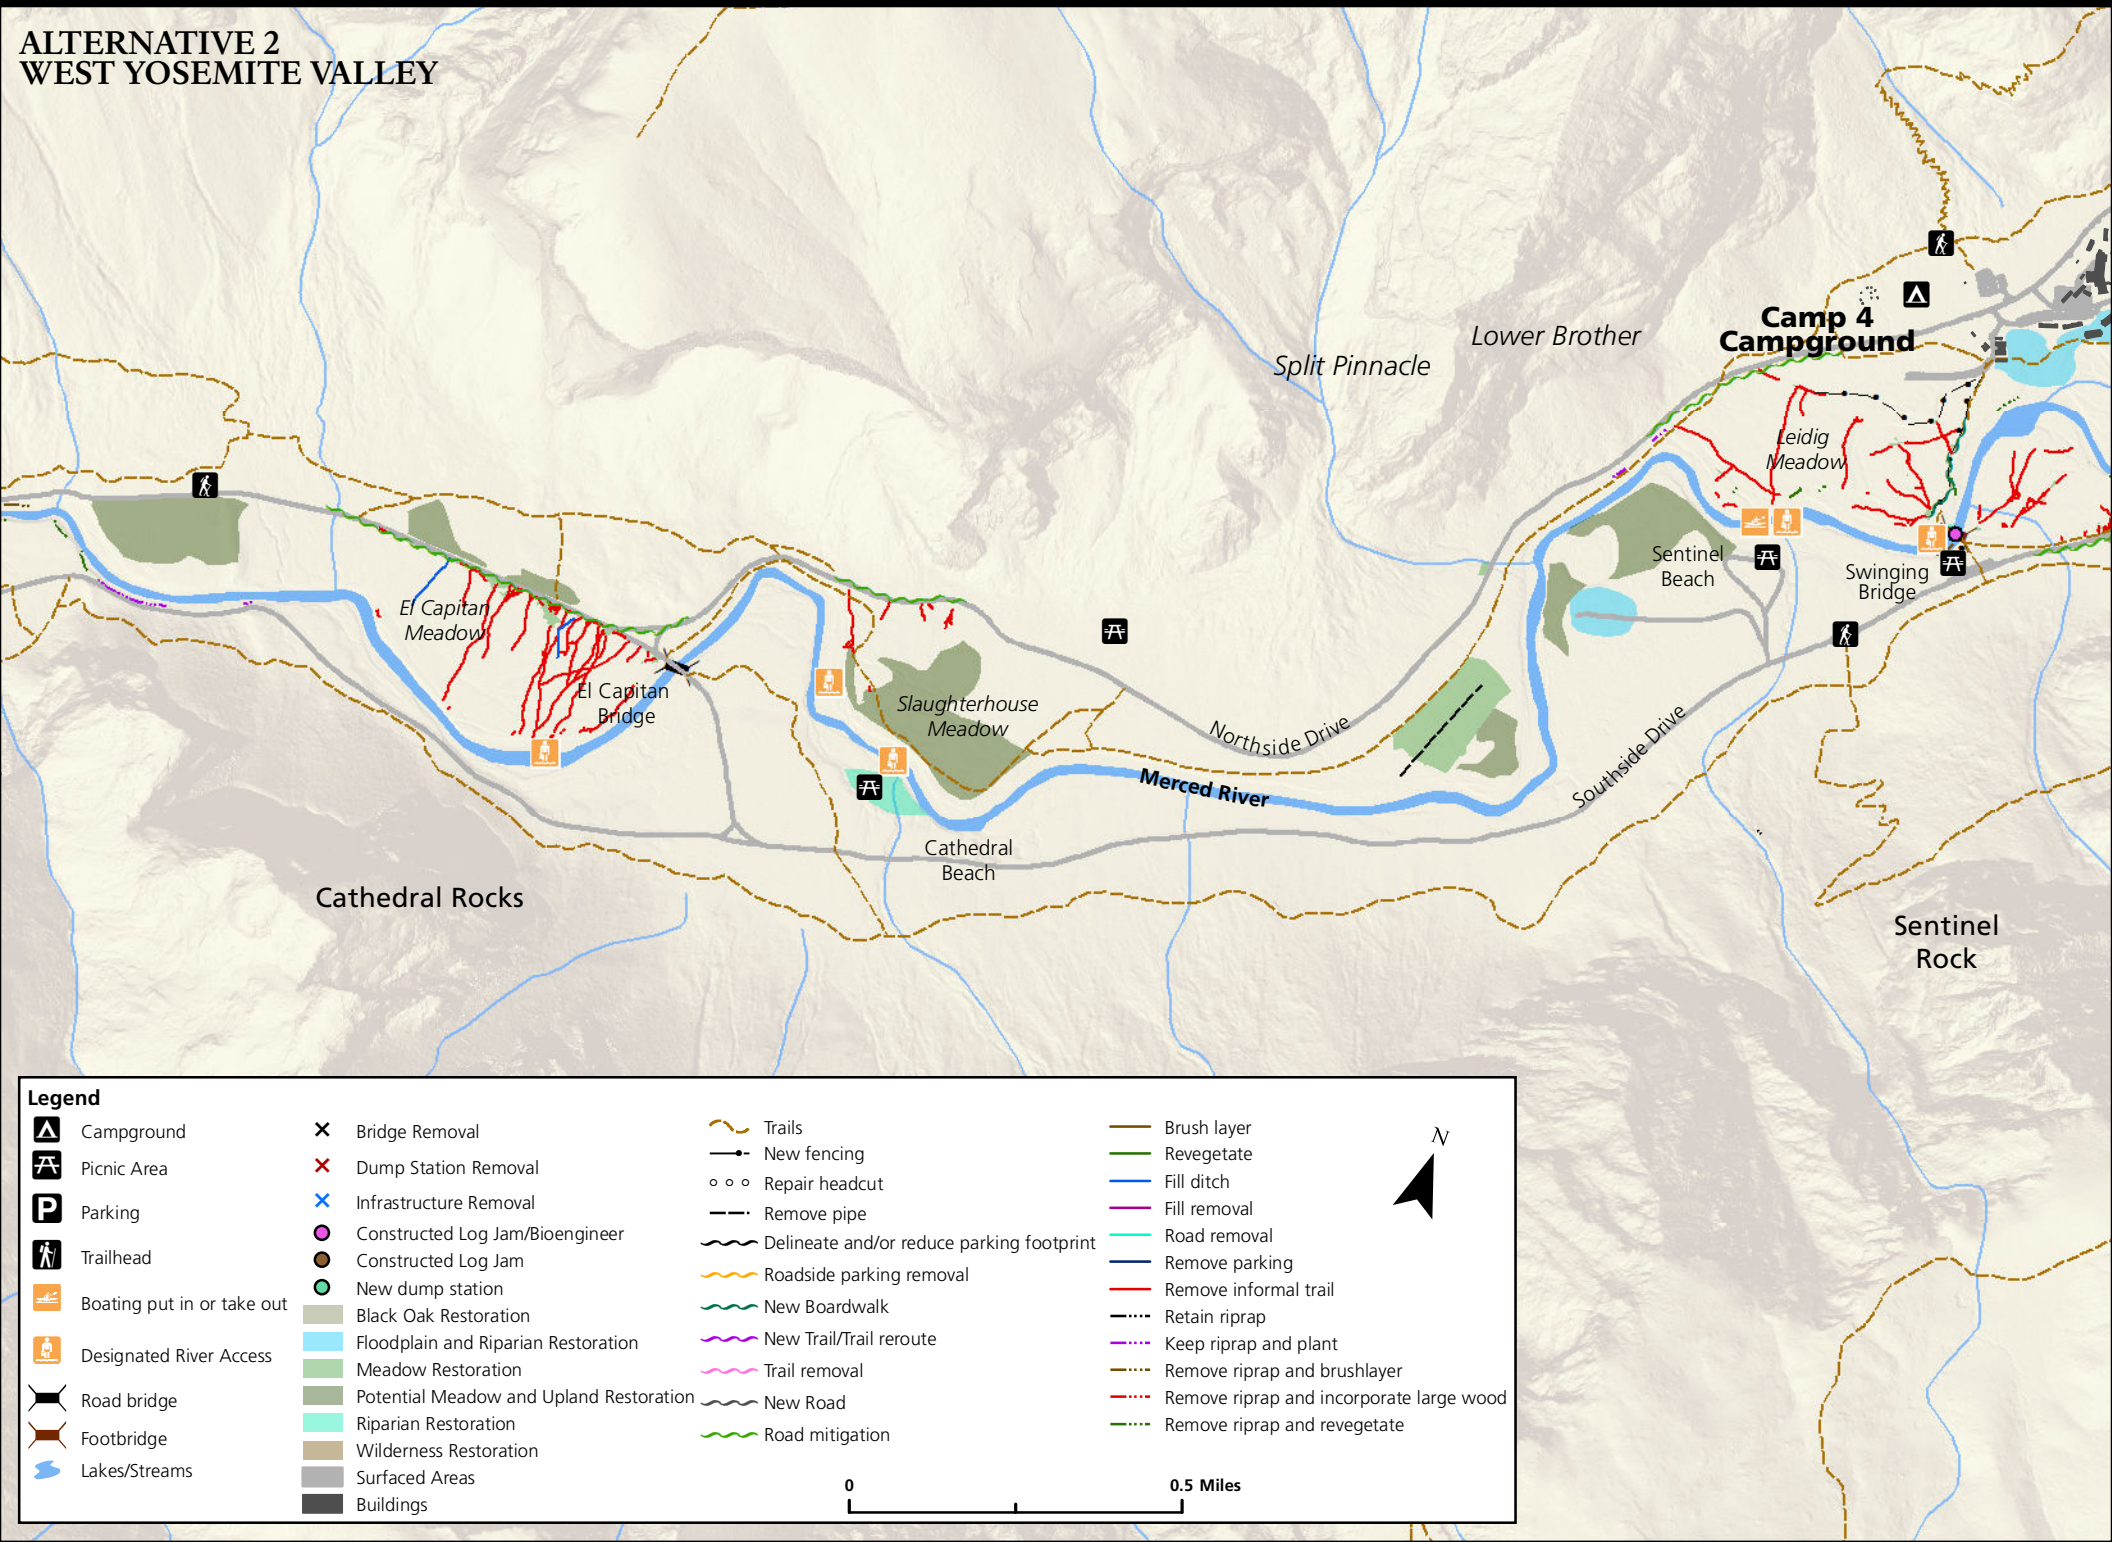 ALTERNATIVE 2
WEST YOSEMITE VALLEY
Lower Brother
Split Pinnacle
Camp 4
Campground
Leidig
Meadow
Sentinel
Beach
Swinging
Bridge
El Capitan
Meadow
El Capitan
Bridge
Slaughterhouse
Meadow
Northside Drive
Southside Drive
Merced River
Cathedral
Beach
Cathedral Rocks
Sentinel
Rock
Legend
Campground
Picnic Area
Parking
Trailhead
Boating put in or take out
Designated River Access
Road bridge
Footbridge
Lakes/Streams
Bridge Removal
Dump Station Removal
Infrastructure Removal
Constructed Log Jam/Bioengineer
Constructed Log Jam
New dump station
Black Oak Restoration
Floodplain and Riparian Restoration
Meadow Restoration
Potential Meadow and Upland Restoration
Riparian Restoration
Wilderness Restoration
Surfaced Areas
Buildings
Trails
New fencing
Repair headcut
Remove pipe
Delineate and/or reduce parking footprint
Roadside parking removal
New Boardwalk
New Trail/Trail reroute
Trail removal
New Road
Road mitigation
Brush layer
Revegetate
Fill ditch
Fill removal
Road removal
Remove parking
Remove informal trail
Retain riprap
Keep riprap and plant
Remove riprap and brushlayer
Remove riprap and incorporate large wood
Remove riprap and revegetate
N
0 0.5 Miles
P